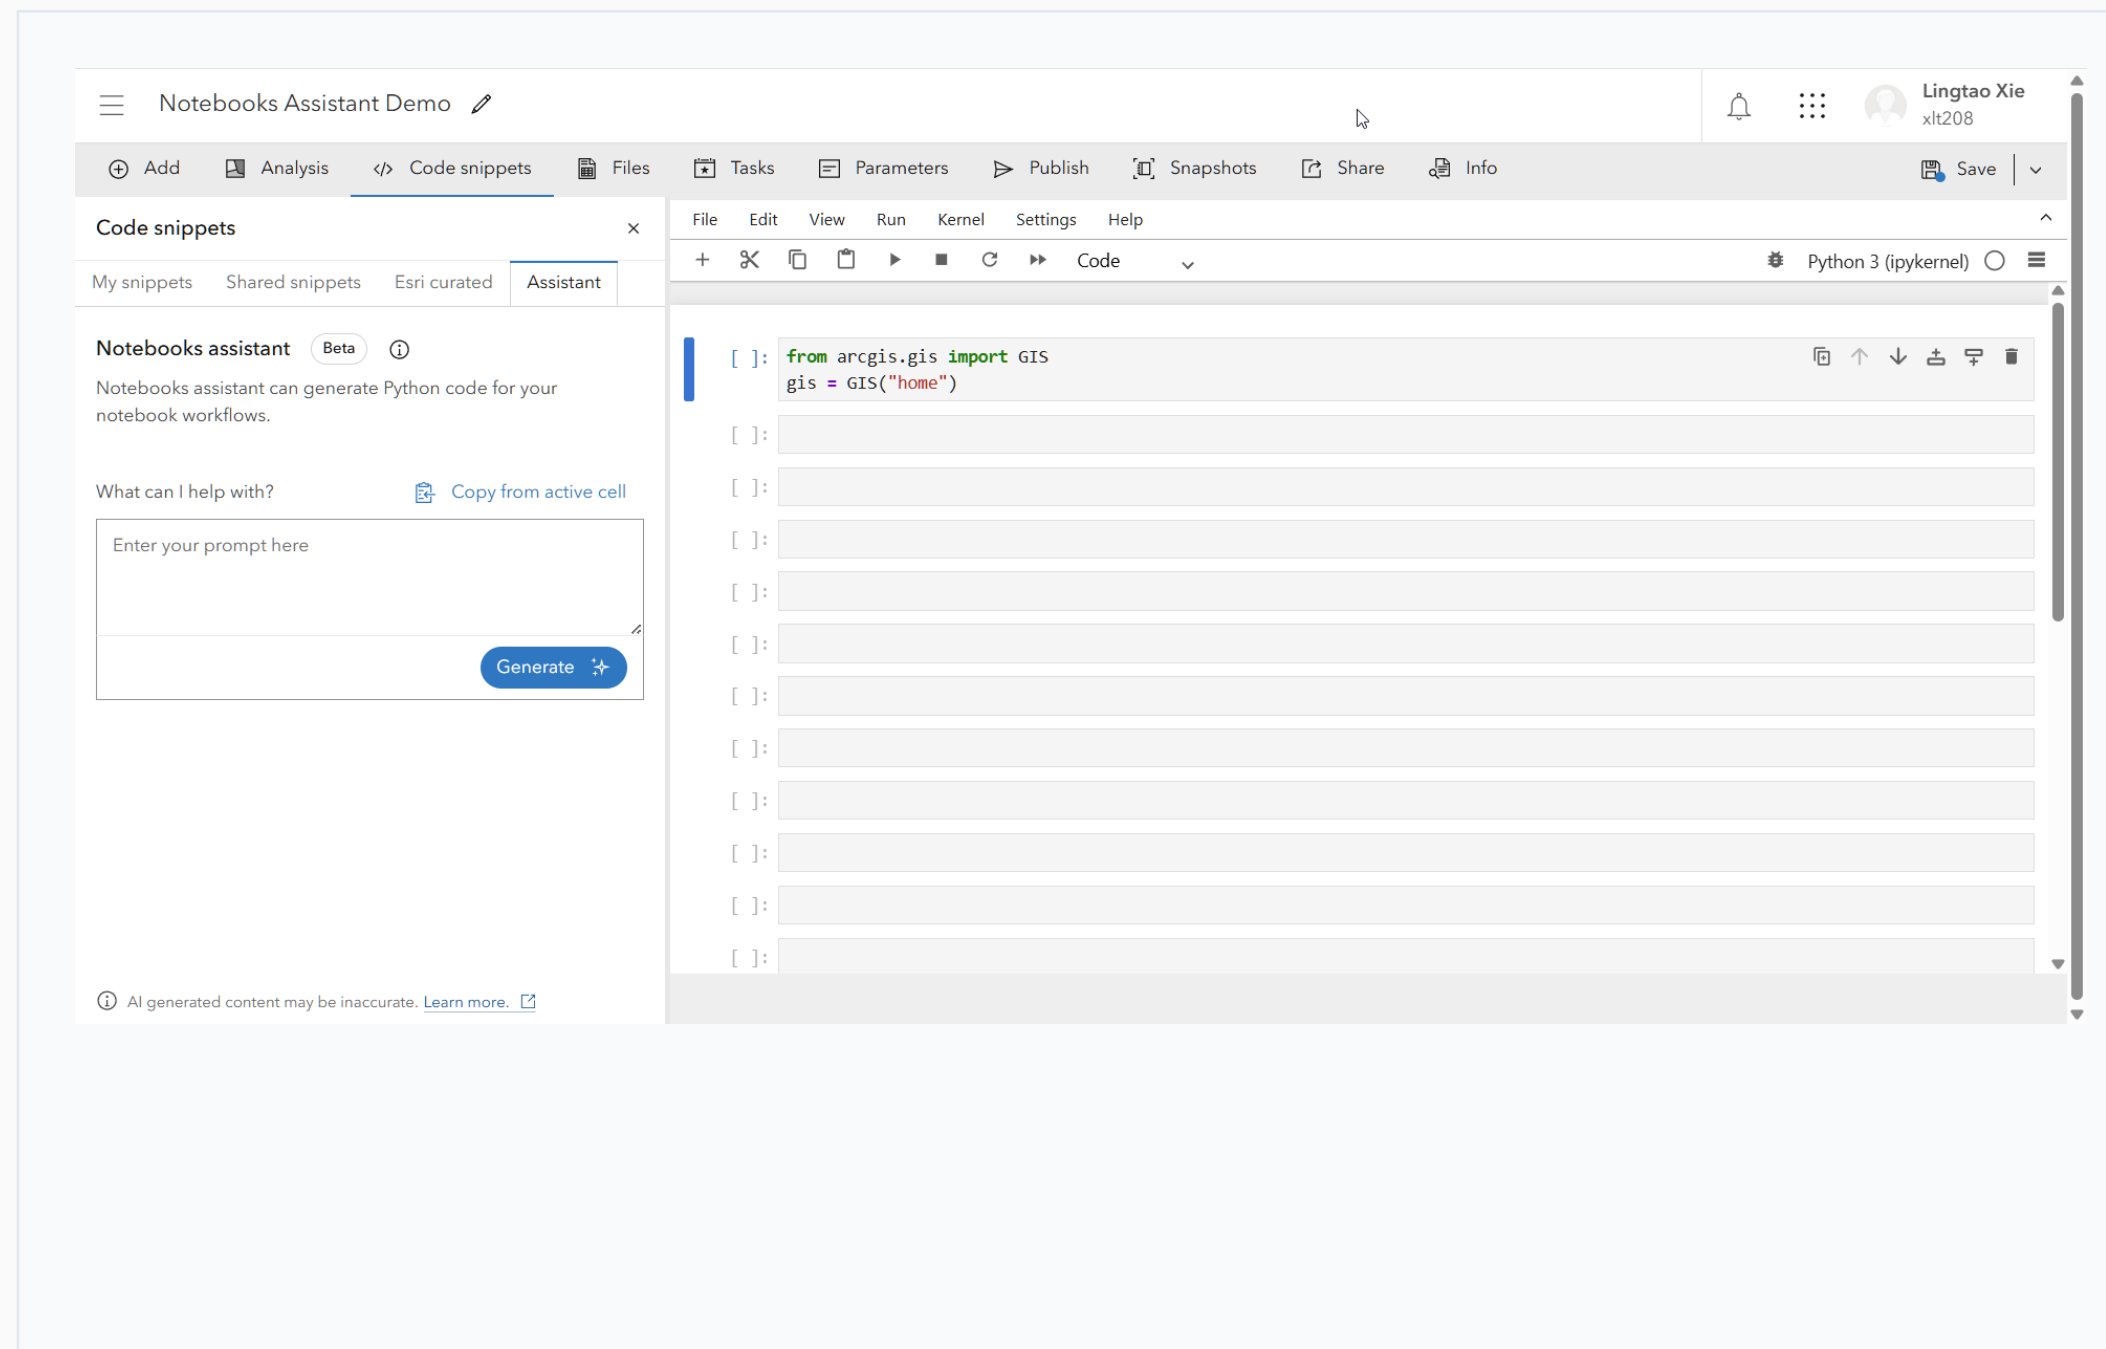 Notebooks Assistant Demo
Lingtao Xie
xlt208
Add Analysis Code snippets Files Tasks Parameters Publish Snapshots Share Info Save
Code snippets
My snippets Shared snippets Esri curated Assistant
Notebooks assistant Beta
Notebooks assistant can generate Python code for your
notebook workflows.
What can I help with? Copy from active cell
Enter your prompt here
Generate
AI generated content may be inaccurate. Learn more.
File Edit View Run Kernel Settings Help
Code Python 3 (ipykernel)
[ ]: from arcgis.gis import GIS
gis = GIS("home")
[ ]:
[ ]:
[ ]:
[ ]:
[ ]:
[ ]:
[ ]:
[ ]:
[ ]:
[ ]:
[ ]: